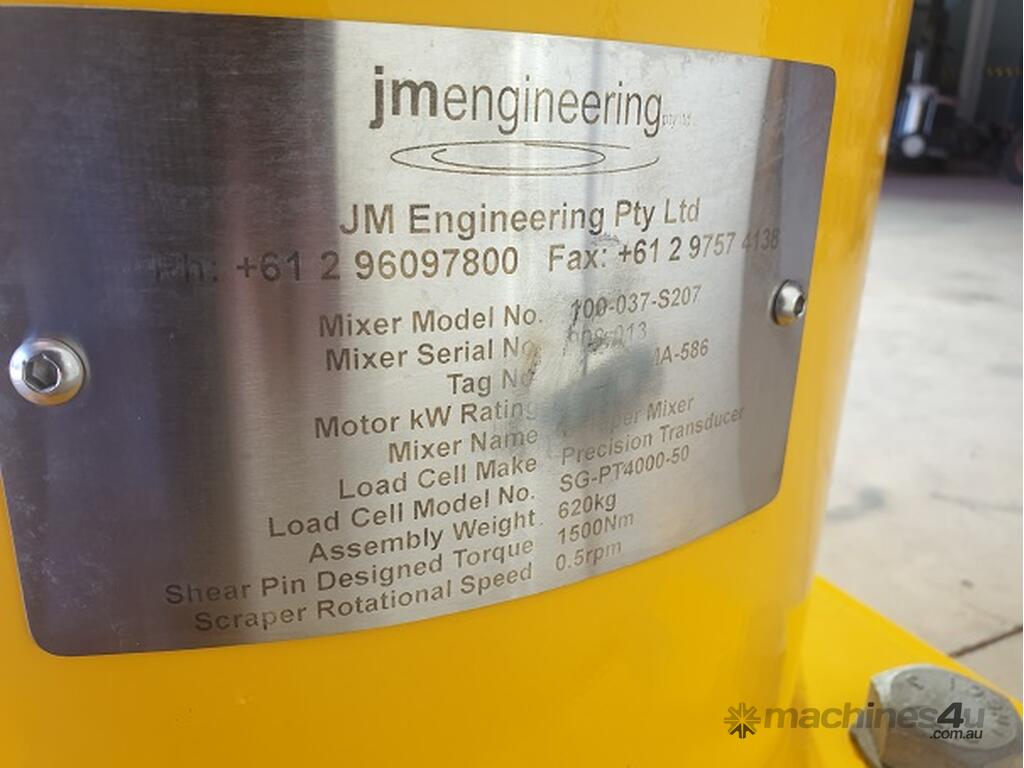 jmengineering pty ltd
JM Engineering Pty Ltd
Ph: +61 2 96097800 Fax: +61 2 9757 4138
Mixer Model No. 100-037-S207
Mixer Serial No.
Tag No
Motor kW Rating
Mixer Name Mixer
Load Cell Make Precision Transducer
Load Cell Model No. SG-PT4000-50
Assembly Weight 620kg
Shear Pin Designed Torque 1500Nm
Scraper Rotational Speed 0.5rpm
machines4u
.com.au